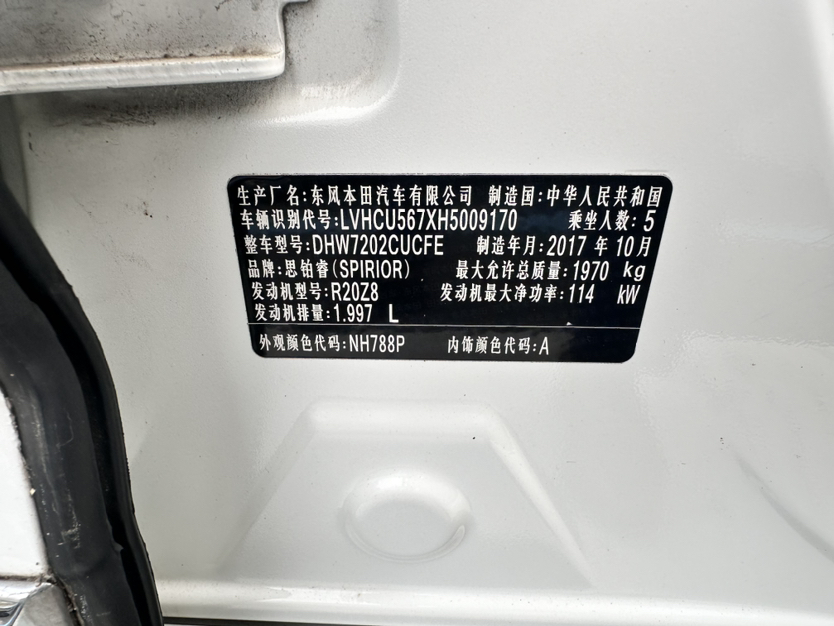 生产厂名:东风本田汽车有限公司 制造国:中华人民共和国
车辆识别代号:LVHCU567XH5009170 乘坐人数:5
整车型号:DHW7202CUCFE 制造年月:2017 年 10 月
品牌:思铂睿(SPIRIOR) 最大允许总质量:1970 kg
发动机型号:R20Z8 发动机最大净功率:114 kW
发动机排量:1.997 L
外观颜色代码:NH788P 内饰颜色代码:A